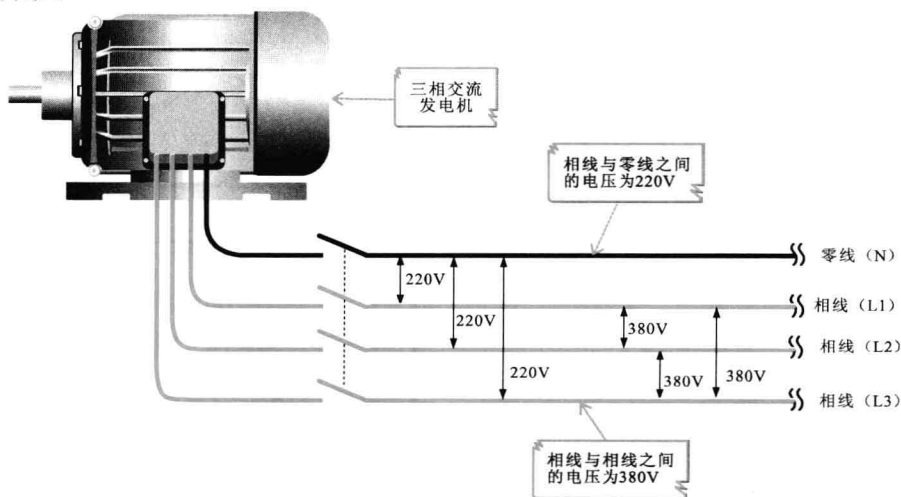 三相交流
发电机
相线与零线之间
的电压为220V
零线（N）
220V
相线（L1）
220V
380V
相线（L2）
220V
380V
380V
相线（L3）
相线与相线之间
的电压为380V